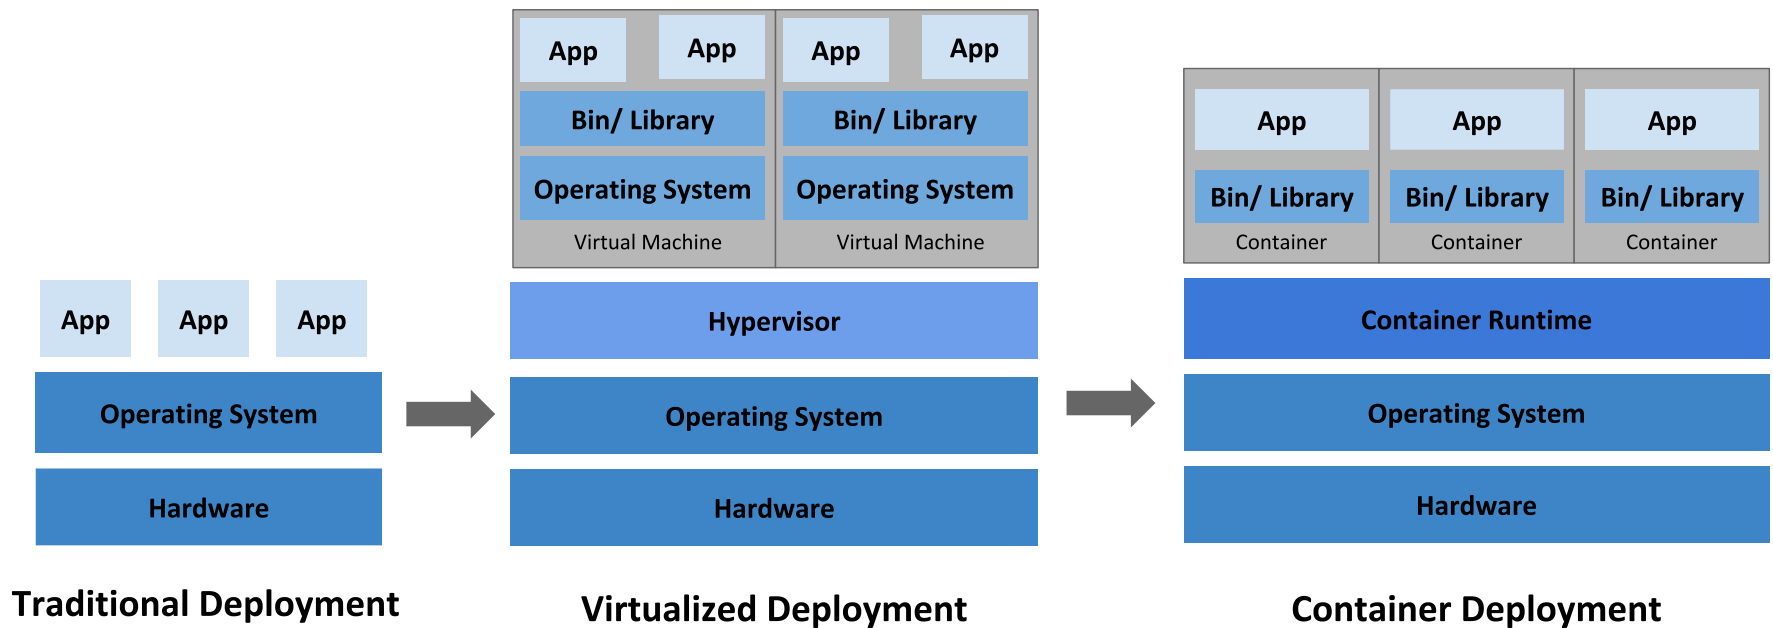 App
App
App
Operating System
Hardware
Traditional Deployment
App
App
App
App
Bin/ Library
Bin/ Library
Operating System
Operating System
Virtual Machine
Virtual Machine
Hypervisor
Operating System
Hardware
Virtualized Deployment
App
App
App
Bin/ Library
Bin/ Library
Bin/ Library
Container
Container
Container
Container Runtime
Operating System
Hardware
Container Deployment